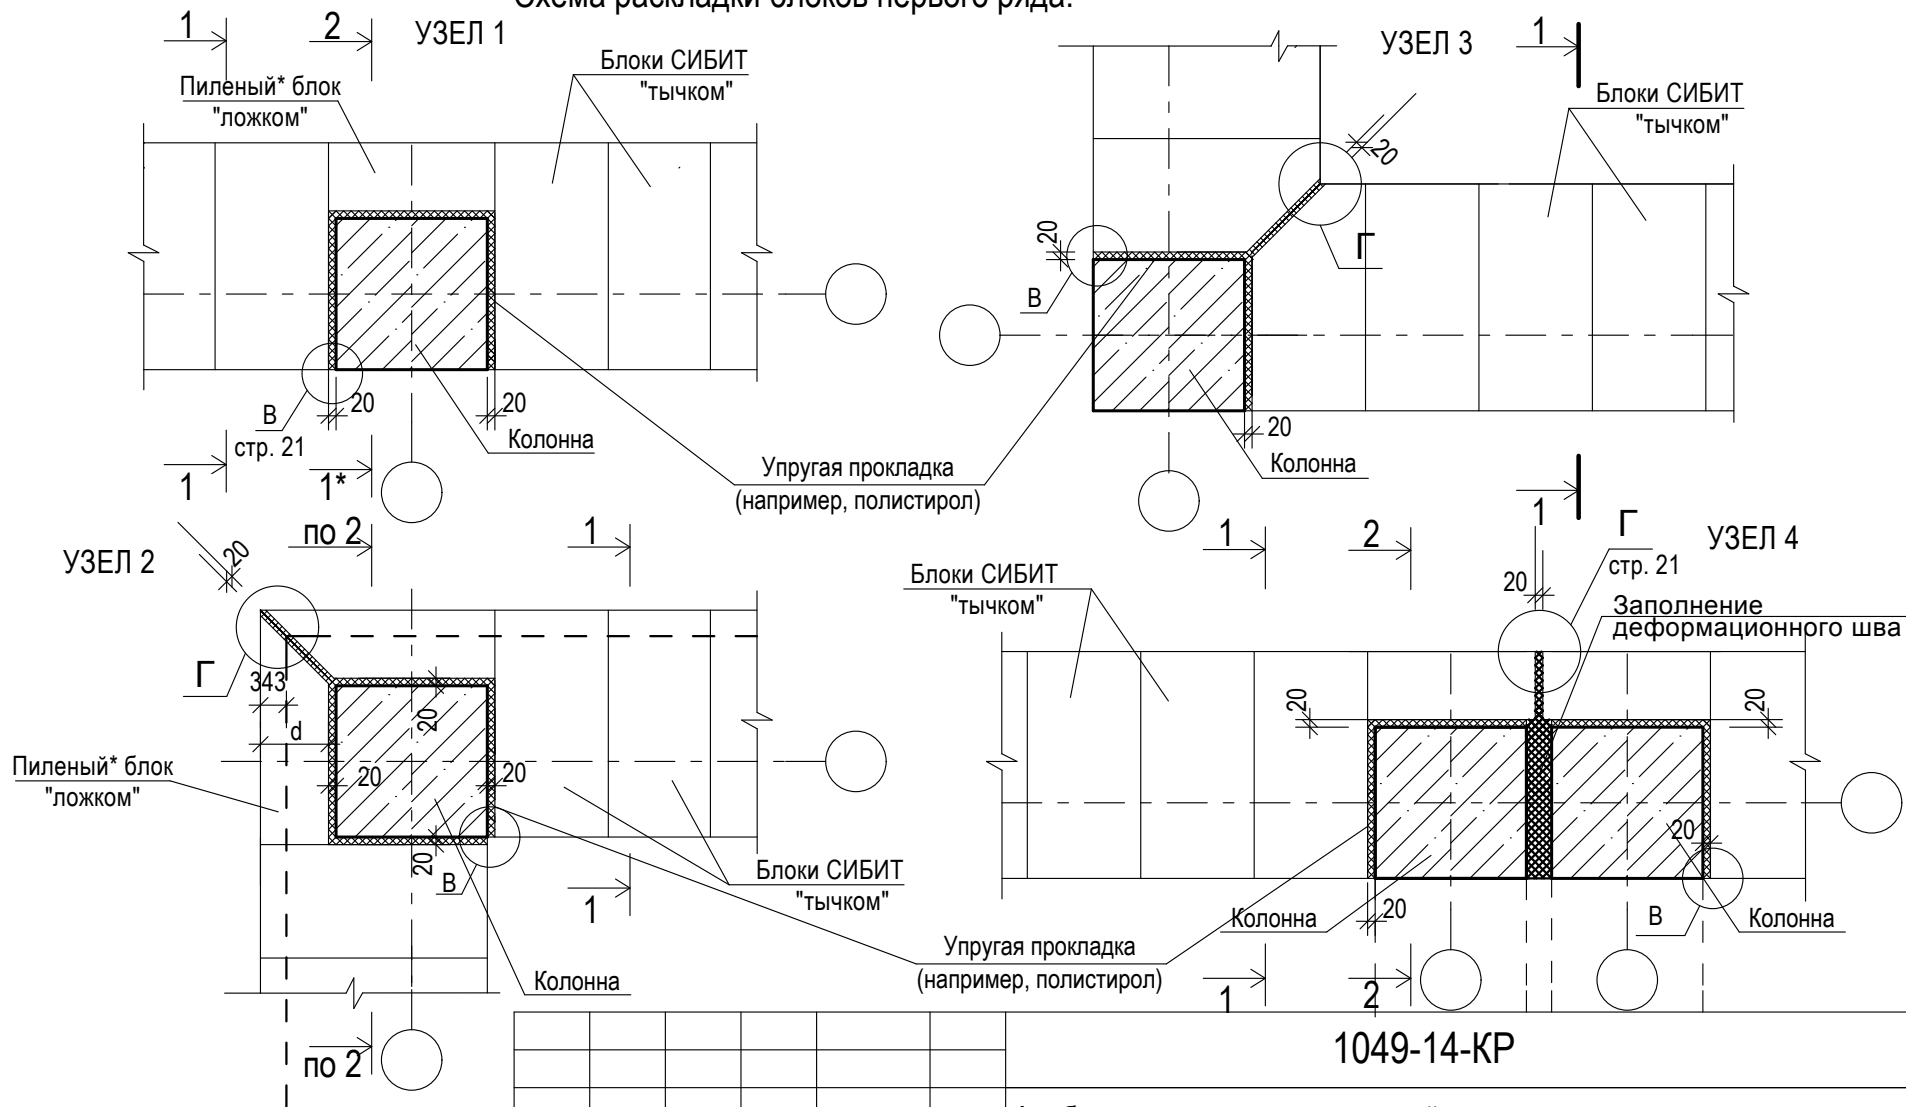 Схема раскладки блоков первого ряда.
1
2
УЗЕЛ 1
Блоки СИБИТ
"тычком"
Пиленый* блок
"ложком"
В
стр. 21
20
20
Колонна
1
1*
Упругая прокладка
(например, полистирол)
УЗЕЛ 3
1
Блоки СИБИТ
"тычком"
20
20
Г
В
20
Колонна
1
УЗЕЛ 2
по 2
1
20
Г
343
d
20
20
20
20
Пиленый* блок
"ложком"
В
Блоки СИБИТ
"тычком"
1
Колонна
по 2
Упругая прокладка
(например, полистирол)
1
2
Г
стр. 21
УЗЕЛ 4
Блоки СИБИТ
"тычком"
20
Заполнение
деформационного шва
20
20
20
20
Колонна
В
Колонна
1
2
1049-14-КР